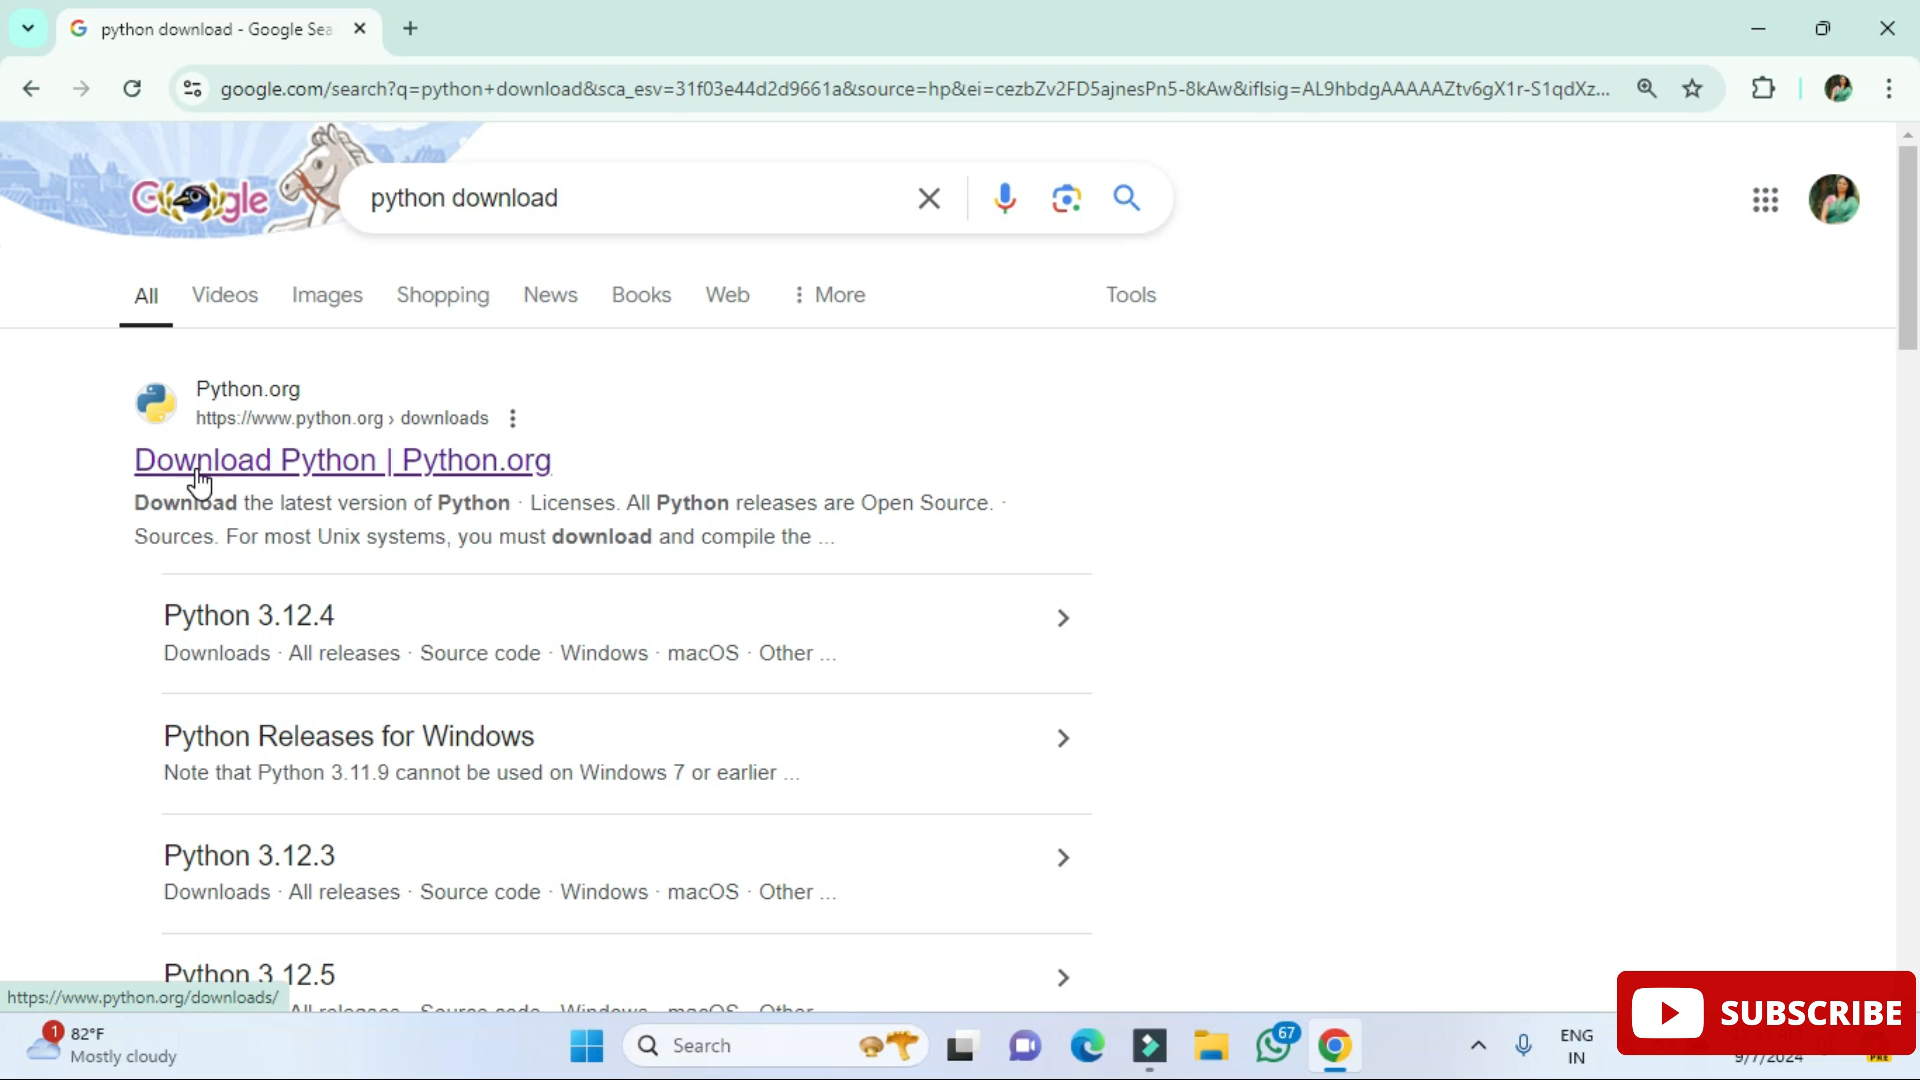 python download - Google Sea
google.com/search?q=python+download&sca_esv=31f03e44d2d9661a&source=hp&ei=cezbZv2FD5ajnesPn5-8kAw&iflsig=AL9hbdgAAAAAZtv6gX1r-S1qdXz...
Google
python download
All Videos Images Shopping News Books Web More Tools
Python.org
https://www.python.org › downloads
Download Python | Python.org
Download the latest version of Python · Licenses. All Python releases are Open Source. ·
Sources. For most Unix systems, you must download and compile the ...
Python 3.12.4
Downloads · All releases · Source code · Windows · macOS · Other ...
Python Releases for Windows
Note that Python 3.11.9 cannot be used on Windows 7 or earlier ...
Python 3.12.3
Downloads · All releases · Source code · Windows · macOS · Other ...
Python 3.12.5
All releases · Source code · Windows · macOS · Other
https://www.python.org/downloads/
SUBSCRIBE
1
82°F
Mostly cloudy
Search
67
ENG
IN
9/7/2024
PRE